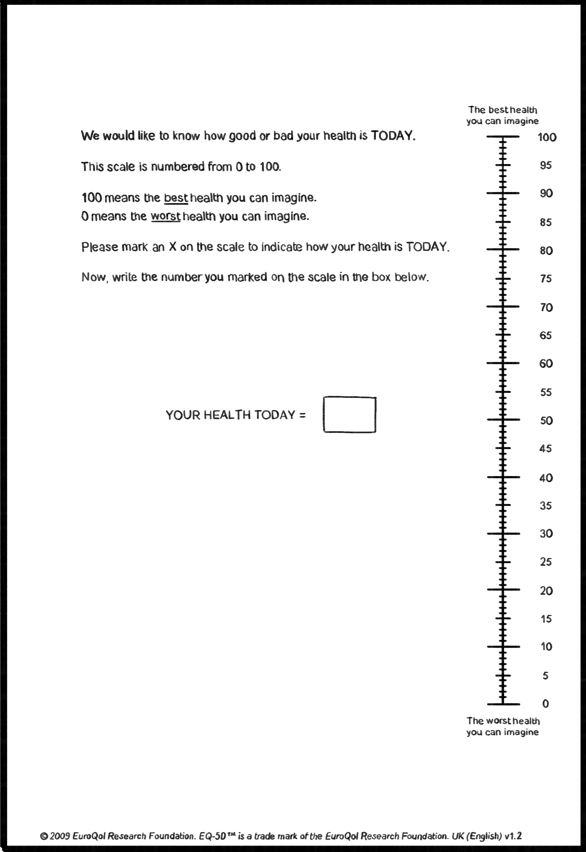 The best health
you can imagine
We would like to know how good or bad your health is TODAY.
This scale is numbered from 0 to 100.
100 means the best health you can imagine.
0 means the worst health you can imagine.
Please mark an X on the scale to indicate how your health is TODAY.
Now, write the number you marked on the scale in the box below.
YOUR HEALTH TODAY =
100
95
90
85
80
75
70
65
60
55
50
45
40
35
30
25
20
15
10
5
0
The worst health
you can imagine
© 2009 EuroQol Research Foundation. EQ-5D™ is a trade mark of the EuroQol Research Foundation. UK (English) v1.2